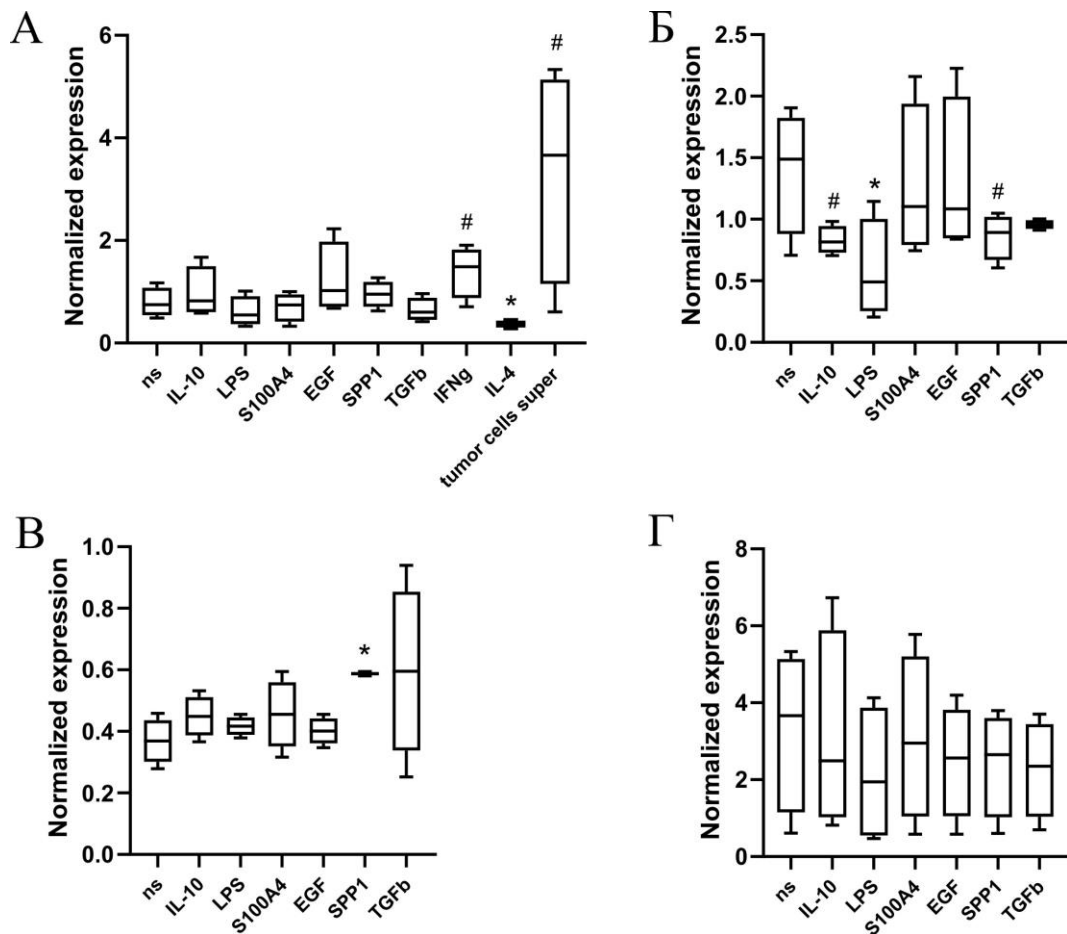 А
Normalized expression
6
4
2
0
#
#
*
ns
IL-10
LPS
S100A4
EGF
SPP1
TGFb
IFNg
IL-4
tumor cells super
Б
Normalized expression
2.5
2.0
1.5
1.0
0.5
0.0
#
*
#
ns
IL-10
LPS
S100A4
EGF
SPP1
TGFb
В
Normalized expression
1.0
0.8
0.6
0.4
0.2
0.0
*
ns
IL-10
LPS
S100A4
EGF
SPP1
TGFb
Г
Normalized expression
8
6
4
2
0
ns
IL-10
LPS
S100A4
EGF
SPP1
TGFb